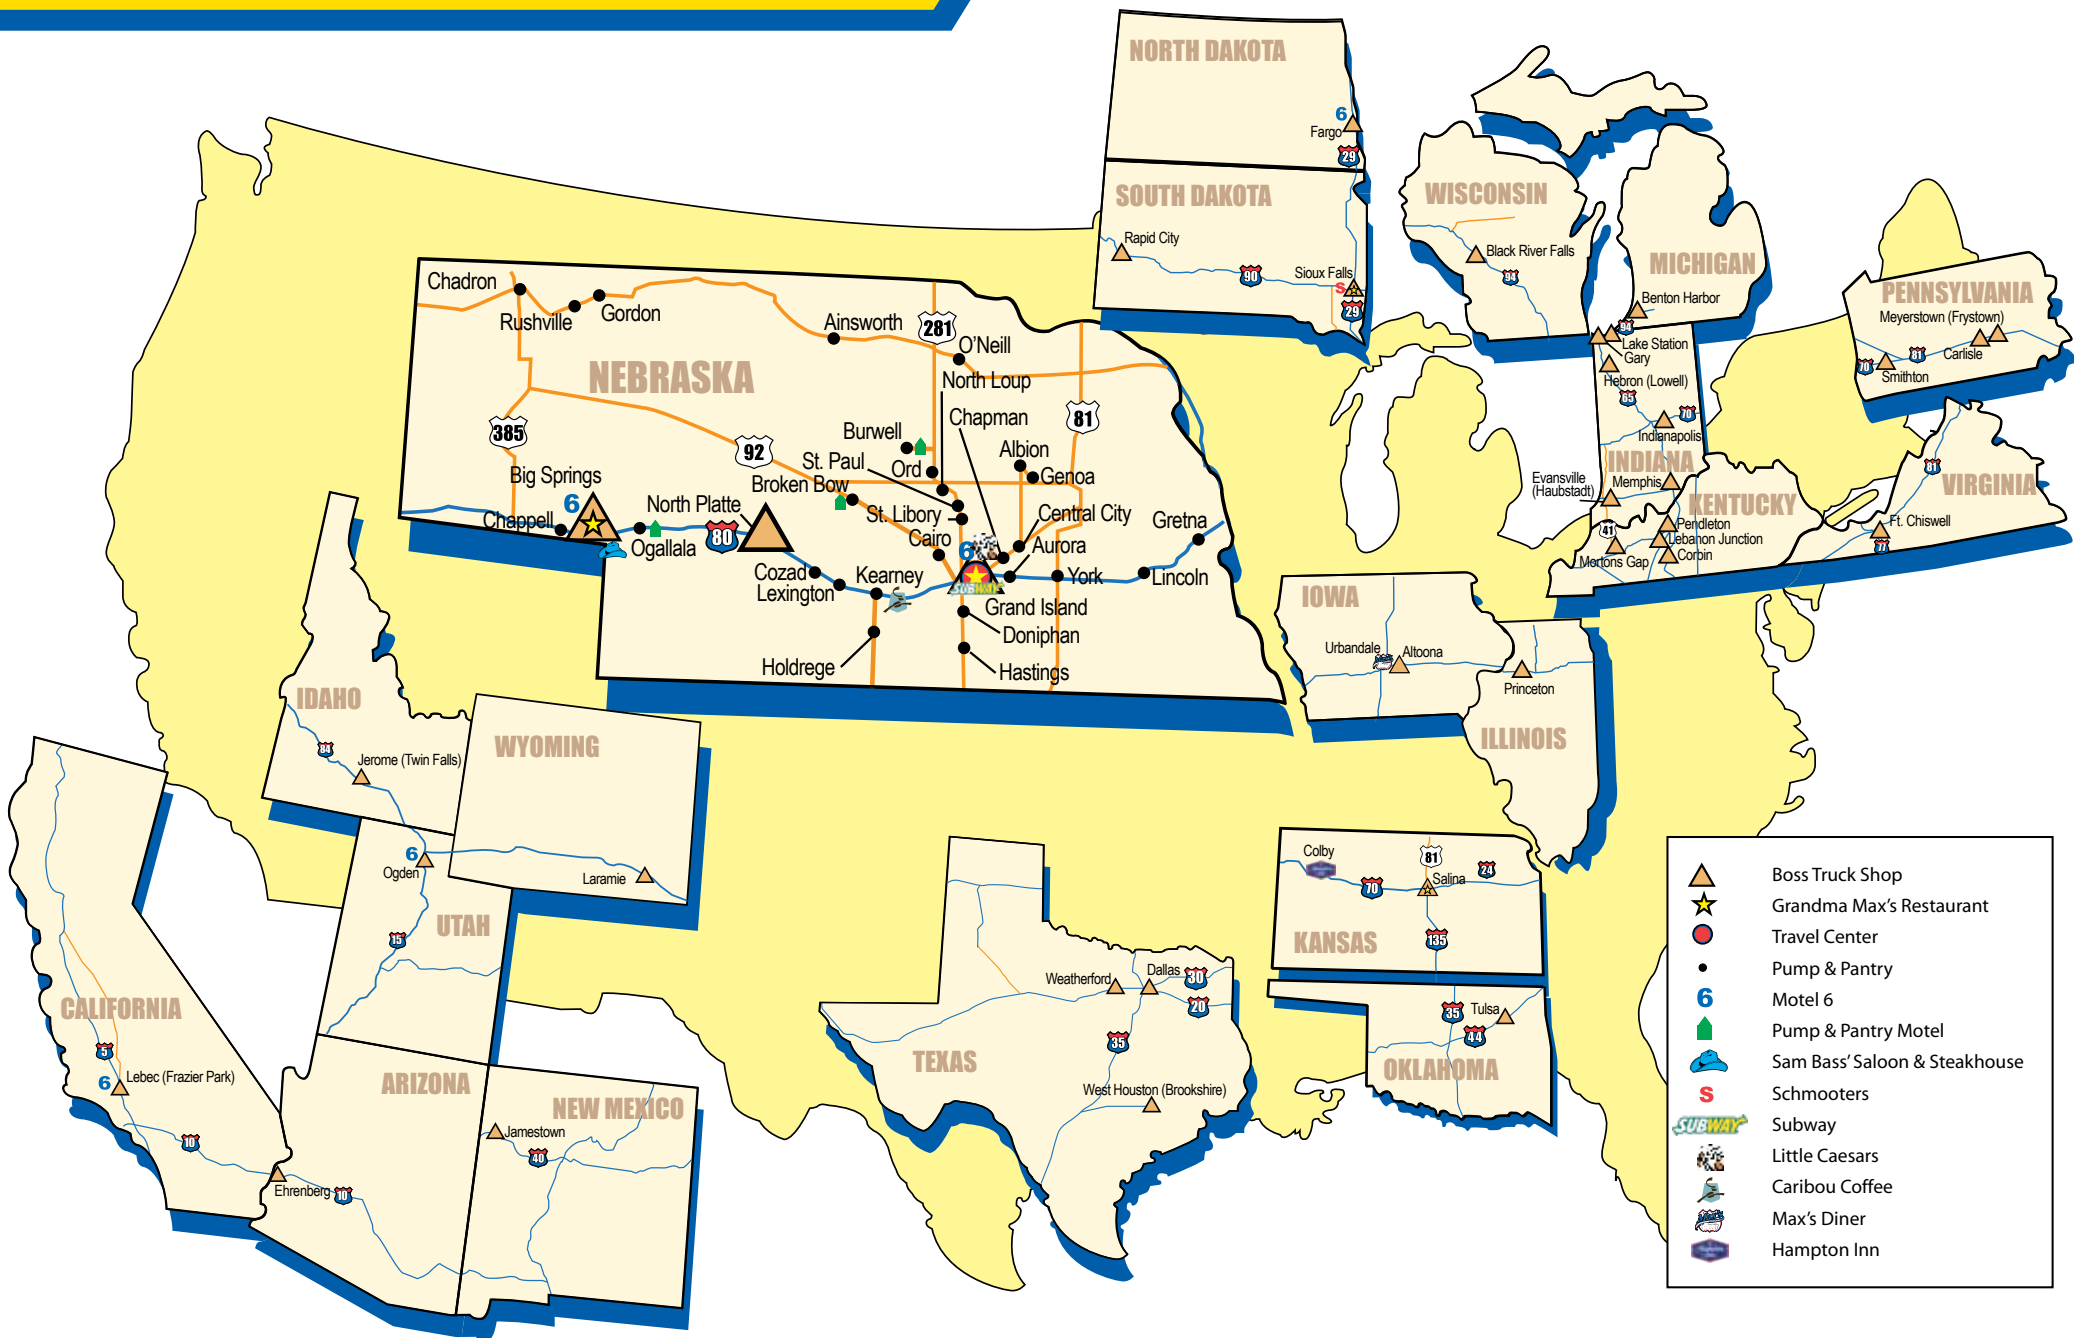 NORTH DAKOTA
6
Fargo
29
SOUTH DAKOTA
Rapid City
90
Sioux Falls
S
29
WISCONSIN
Black River Falls
94
MICHIGAN
Benton Harbor
94
Lake Station
Gary
Hebron (Lowell)
65
70
Indianapolis
INDIANA
Evansville
(Haubstadt)
Memphis
41
KENTUCKY
Pendleton
Lebanon Junction
Corbin
Mortons Gap
PENNSYLVANIA
Meyerstown (Frystown)
Carlisle
81
70
Smithton
81
VIRGINIA
Ft. Chiswell
77
NEBRASKA
Chadron
Rushville
Gordon
Ainsworth
281
O'Neill
North Loup
Chapman
81
385
92
Burwell
Ord
St. Paul
Albion
Genoa
Big Springs
6
Chappell
Ogallala
North Platte
80
Broken Bow
St. Libory
Cairo
6
Central City
Aurora
Gretna
Cozad
Lexington
Kearney
SUBWAY
York
Lincoln
Grand Island
Doniphan
Hastings
Holdrege
IOWA
Urbandale
Max's
Altoona
Princeton
ILLINOIS
IDAHO
84
Jerome (Twin Falls)
WYOMING
Laramie
6
Ogden
15
UTAH
CALIFORNIA
5
6
Lebec (Frazier Park)
10
ARIZONA
Ehrenberg
10
NEW MEXICO
Jamestown
40
TEXAS
Weatherford
Dallas
30
20
35
West Houston (Brookshire)
KANSAS
Colby
70
81
Salina
24
135
OKLAHOMA
35
Tulsa
44
Boss Truck Shop
Grandma Max's Restaurant
Travel Center
Pump & Pantry
6 Motel 6
Pump & Pantry Motel
Sam Bass' Saloon & Steakhouse
S Schmooters
SUBWAY Subway
Little Caesars
Caribou Coffee
Max's Max's Diner
Hampton Inn